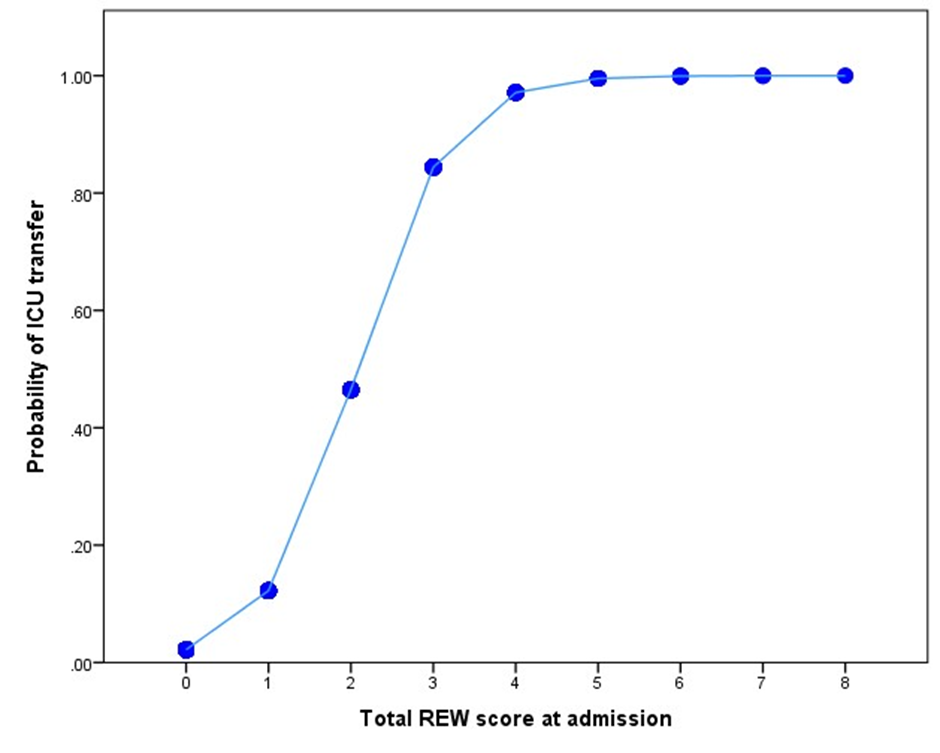 Probability of ICU transfer
1.00
.80
.60
.40
.20
.00
0 1 2 3 4 5 6 7 8
Total REW score at admission